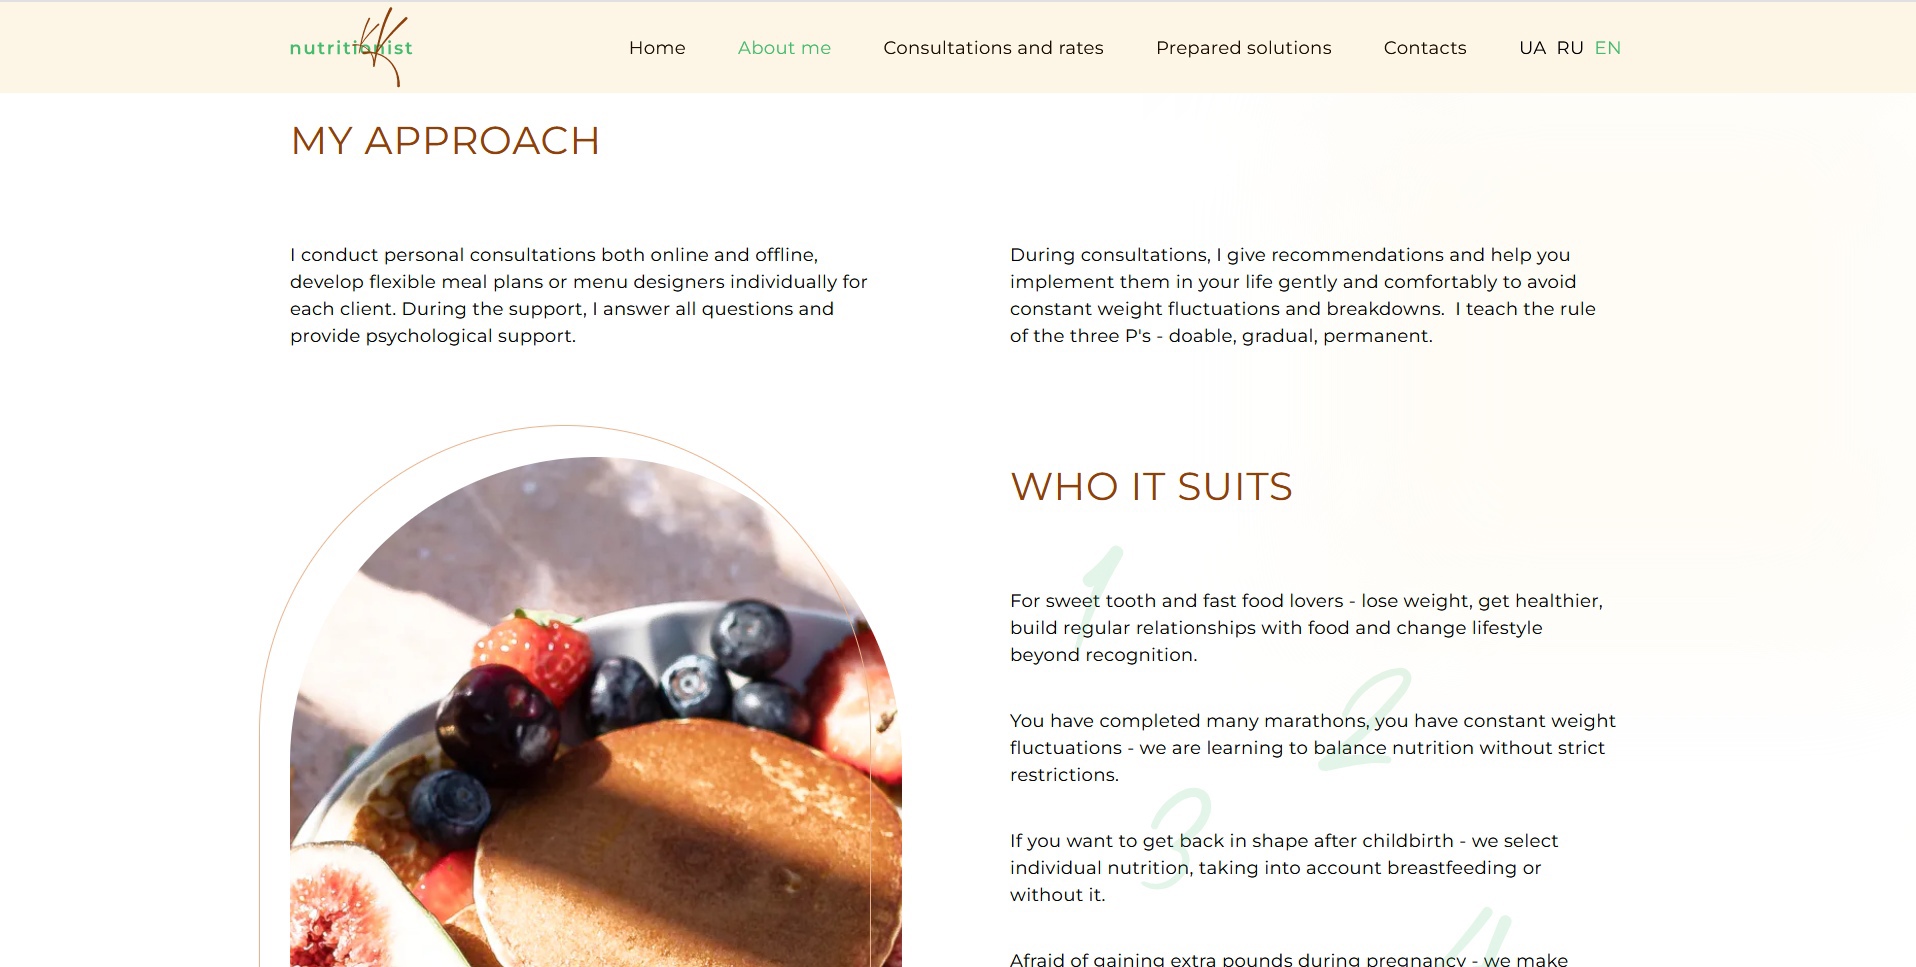 nutritionist
Home
About me
Consultations and rates
Prepared solutions
Contacts
UA RU EN
MY APPROACH
I conduct personal consultations both online and offline,
develop flexible meal plans or menu designers individually for
each client. During the support, I answer all questions and
provide psychological support.
During consultations, I give recommendations and help you
implement them in your life gently and comfortably to avoid
constant weight fluctuations and breakdowns.  I teach the rule
of the three P's - doable, gradual, permanent.
WHO IT SUITS
1
For sweet tooth and fast food lovers - lose weight, get healthier,
build regular relationships with food and change lifestyle
beyond recognition.
2
You have completed many marathons, you have constant weight
fluctuations - we are learning to balance nutrition without strict
restrictions.
3
If you want to get back in shape after childbirth - we select
individual nutrition, taking into account breastfeeding or
without it.
4
Afraid of gaining extra pounds during pregnancy - we make